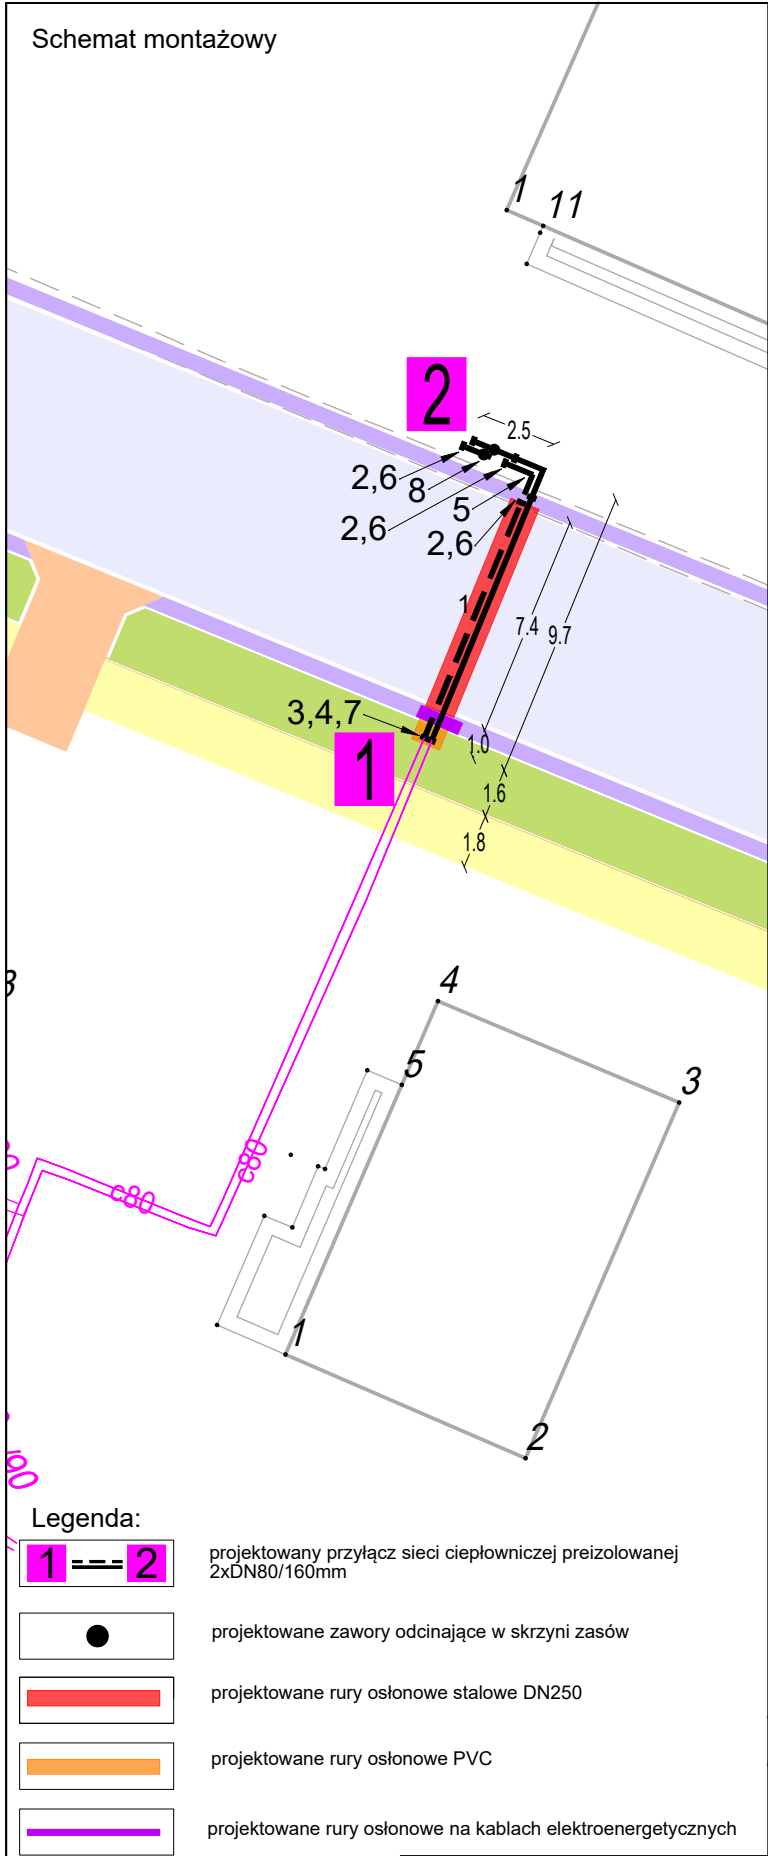 Schemat montażowy
1
11
2
2.5
2,6
8
2,6
5
2,6
1
7.4
9.7
3,4,7
1
1.0
1.6
1.8
4
5
3
c80
c80
1
2
90
Legenda:
1 2
projektowany przyłącz sieci ciepłowniczej preizolowanej
2xDN80/160mm
projektowane zawory odcinające w skrzyni zasów
projektowane rury osłonowe stalowe DN250
projektowane rury osłonowe PVC
projektowane rury osłonowe na kablach elektroenergetycznych